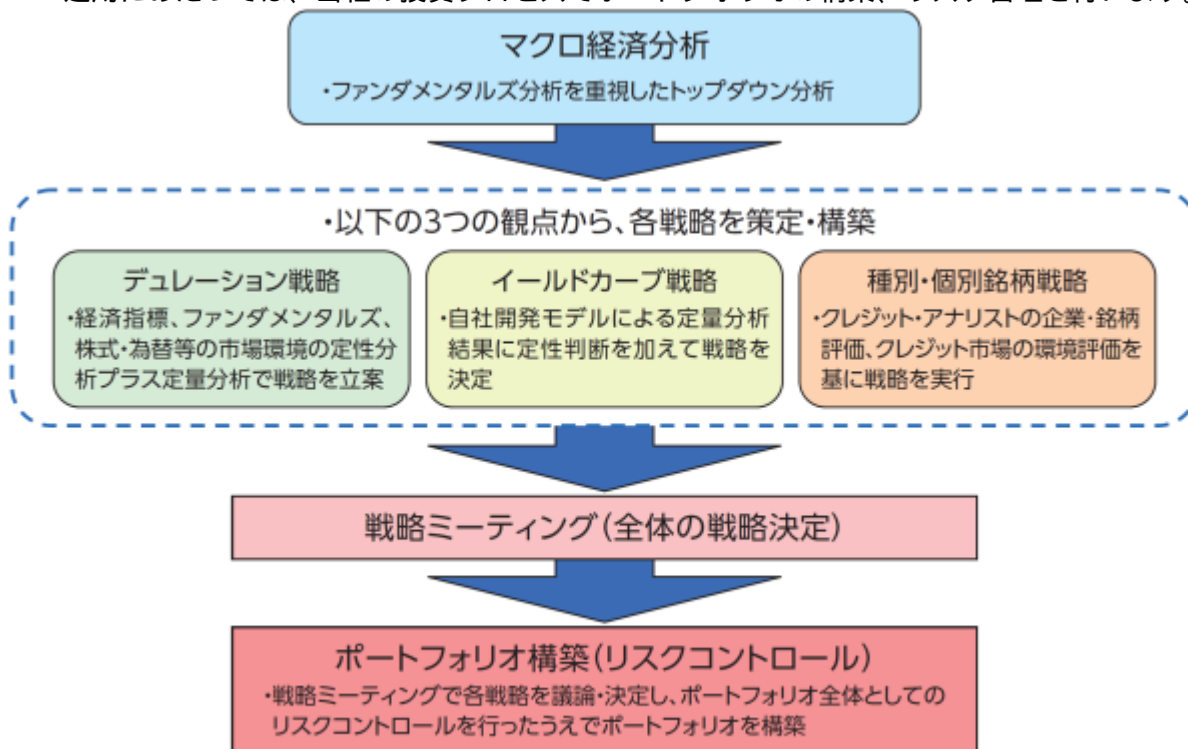 マクロ経済分析
・ファンダメンタルズ分析を重視したトップダウン分析
・以下の3つの観点から、各戦略を策定・構築
デュレーション戦略
・経済指標、ファンダメンタルズ、
株式・為替等の市場環境の定性分
析プラス定量分析で戦略を立案
イールドカーブ戦略
・自社開発モデルによる定量分析
結果に定性判断を加えて戦略を
決定
種別・個別銘柄戦略
・クレジット・アナリストの企業・銘柄
評価、クレジット市場の環境評価を
基に戦略を実行
戦略ミーティング(全体の戦略決定)
ポートフォリオ構築(リスクコントロール)
・戦略ミーティングで各戦略を議論・決定し、ポートフォリオ全体としての
リスクコントロールを行ったうえでポートフォリオを構築